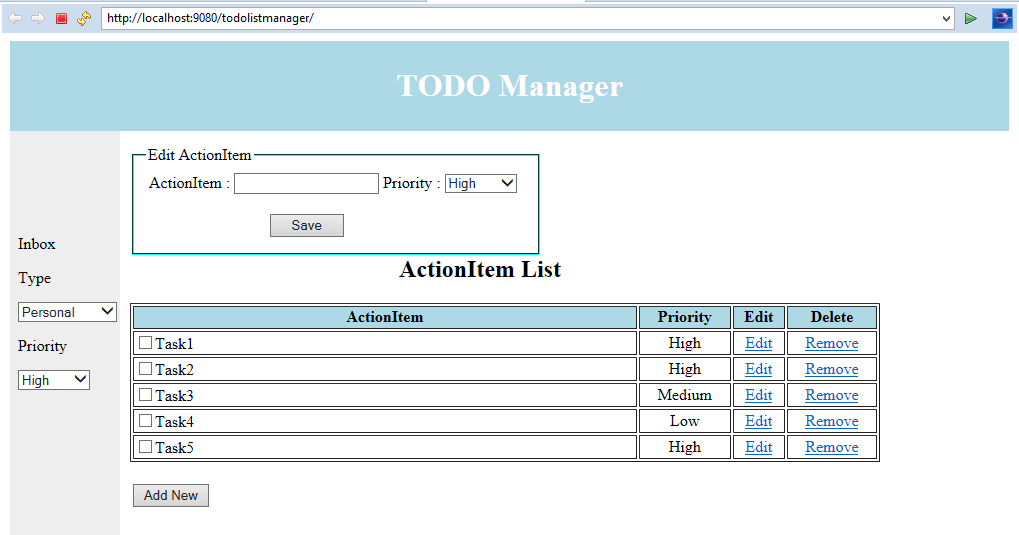 http://localhost:9080/todolistmanager/
TODO Manager
Edit ActionItem
ActionItem : Priority : High
Save
Inbox
Type
Personal
Priority
High
ActionItem List
ActionItem Priority Edit Delete
Task1 High Edit Remove
Task2 High Edit Remove
Task3 Medium Edit Remove
Task4 Low Edit Remove
Task5 High Edit Remove
Add New